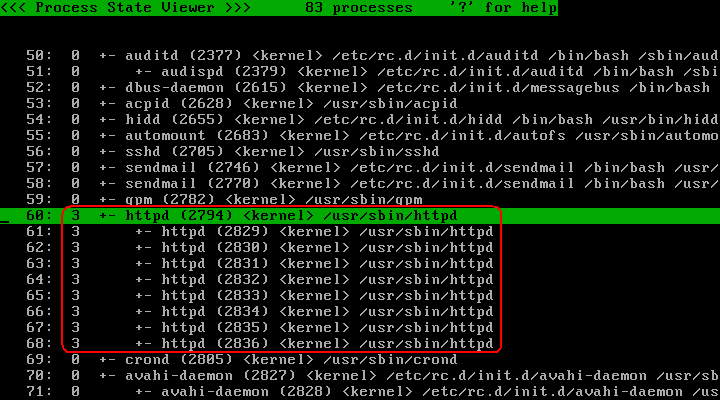 <<< Process State Viewer >>>      83 processes    '?' for help
50:  0  +- auditd (2377) <kernel> /etc/rc.d/init.d/auditd /bin/bash /sbin/aud
51:  0      +- audispd (2379) <kernel> /etc/rc.d/init.d/auditd /bin/bash /sbi
52:  0  +- dbus-daemon (2615) <kernel> /etc/rc.d/init.d/messagebus /bin/bash
53:  0  +- acpid (2628) <kernel> /usr/sbin/acpid
54:  0  +- hidd (2655) <kernel> /etc/rc.d/init.d/hidd /bin/bash /usr/bin/hidd
55:  0  +- automount (2683) <kernel> /etc/rc.d/init.d/autofs /usr/sbin/automo
56:  0  +- sshd (2705) <kernel> /usr/sbin/sshd
57:  0  +- sendmail (2746) <kernel> /etc/rc.d/init.d/sendmail /bin/bash /usr/
58:  0  +- sendmail (2770) <kernel> /etc/rc.d/init.d/sendmail /bin/bash /usr/
59:  0  +- gpm (2782) <kernel> /usr/sbin/gpm
60:  3  +- httpd (2794) <kernel> /usr/sbin/httpd
61:  3      +- httpd (2829) <kernel> /usr/sbin/httpd
62:  3      +- httpd (2830) <kernel> /usr/sbin/httpd
63:  3      +- httpd (2831) <kernel> /usr/sbin/httpd
64:  3      +- httpd (2832) <kernel> /usr/sbin/httpd
65:  3      +- httpd (2833) <kernel> /usr/sbin/httpd
66:  3      +- httpd (2834) <kernel> /usr/sbin/httpd
67:  3      +- httpd (2835) <kernel> /usr/sbin/httpd
68:  3      +- httpd (2836) <kernel> /usr/sbin/httpd
69:  0  +- crond (2805) <kernel> /usr/sbin/crond
70:  0  +- avahi-daemon (2827) <kernel> /etc/rc.d/init.d/avahi-daemon /usr/sb
71:  0      +- avahi-daemon (2828) <kernel> /etc/rc.d/init.d/avahi-daemon /us